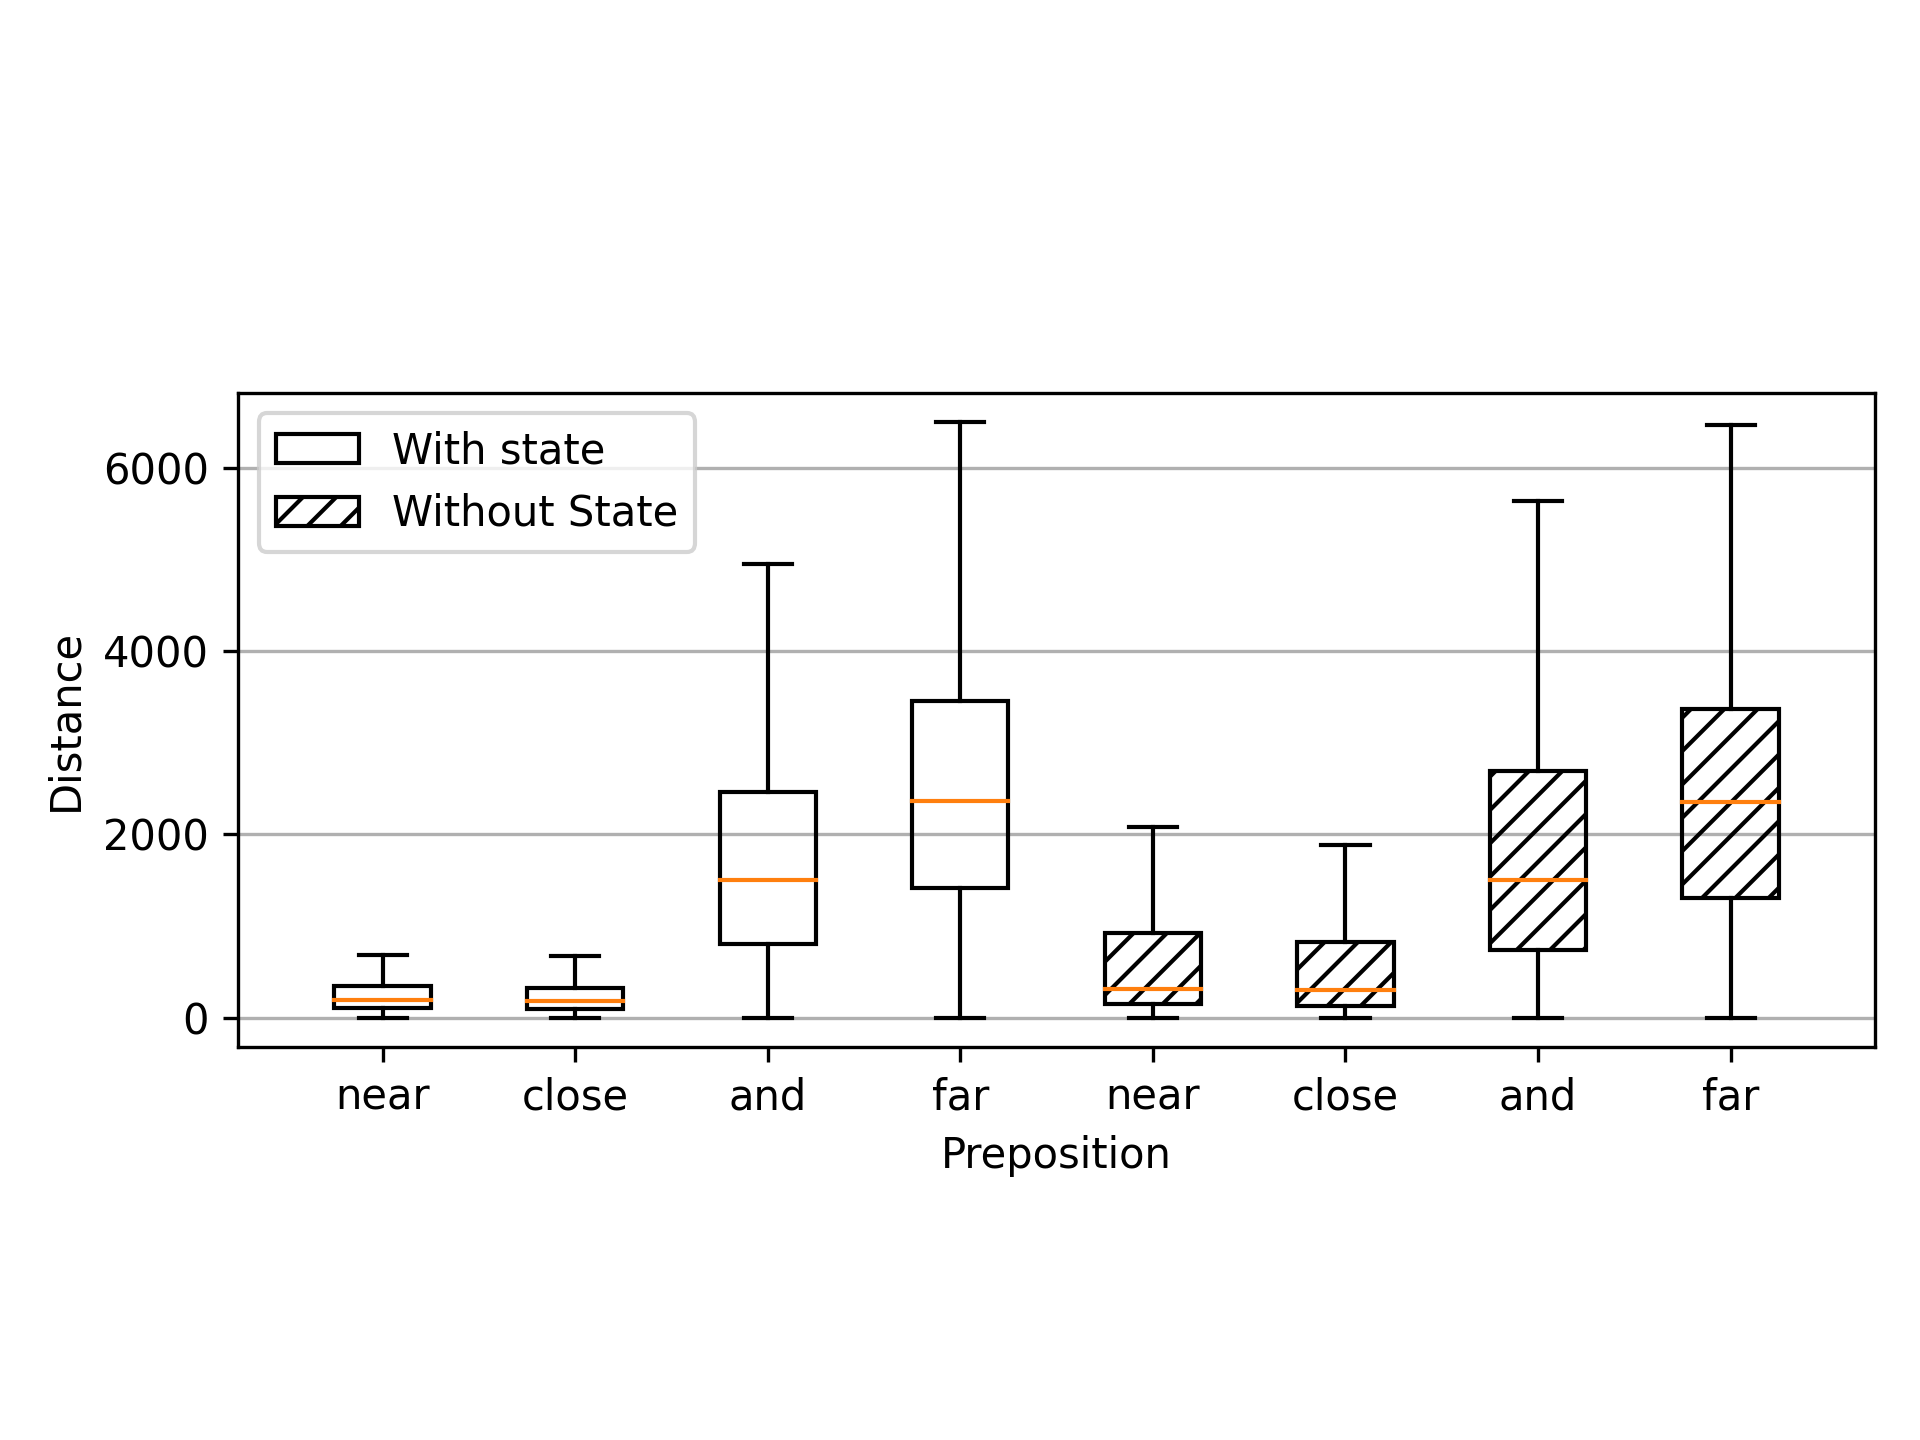 With state
Without State
6000
4000
2000
0
Distance
near close and far near close and far
Preposition